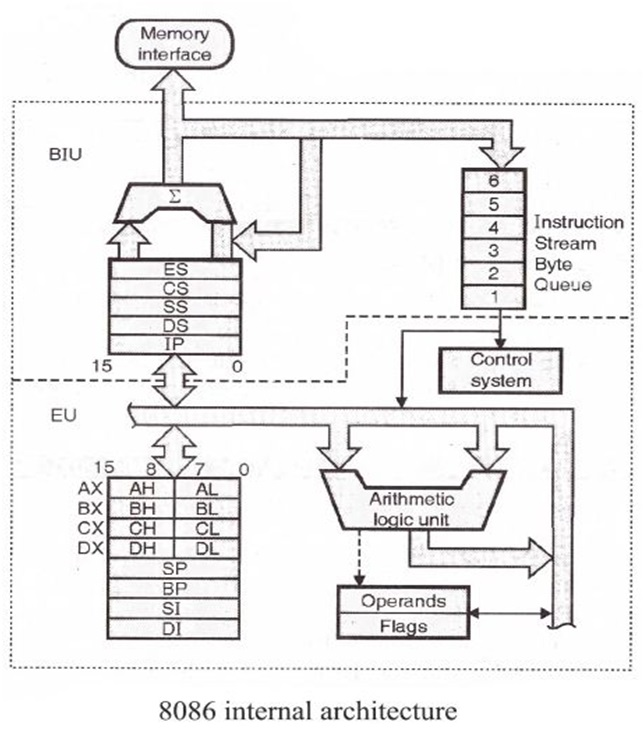 Memory
interface
BIU
Σ
6
5
4
3
2
1
Instruction
Stream
Byte
Queue
ES
CS
SS
DS
IP
15 0
Control
system
EU
15 8 7 0
AX AH AL
BX BH BL
CX CH CL
DX DH DL
SP
BP
SI
DI
Arithmetic
logic unit
Operands
Flags
8086 internal architecture